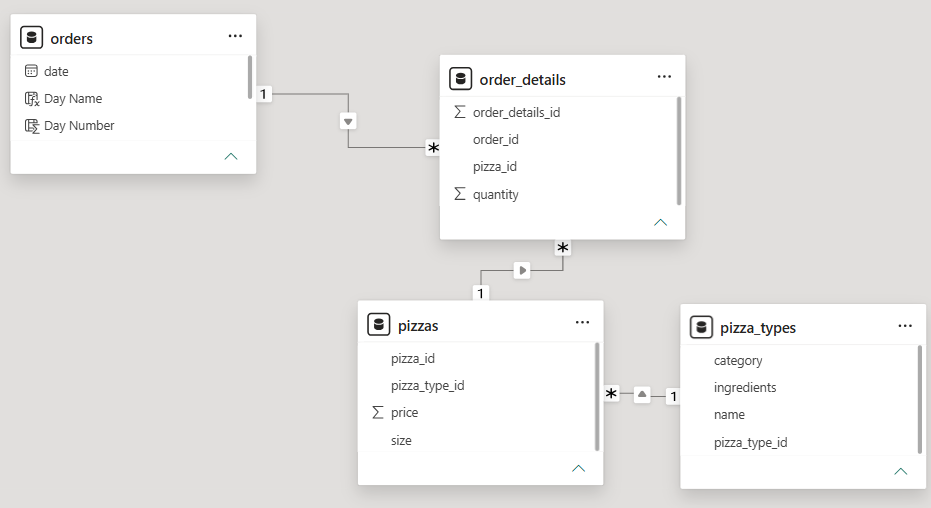 orders
date
Day Name
Day Number
1
*
order_details
order_details_id
order_id
pizza_id
quantity
*
1
pizzas
pizza_id
pizza_type_id
price
size
*
1
pizza_types
category
ingredients
name
pizza_type_id